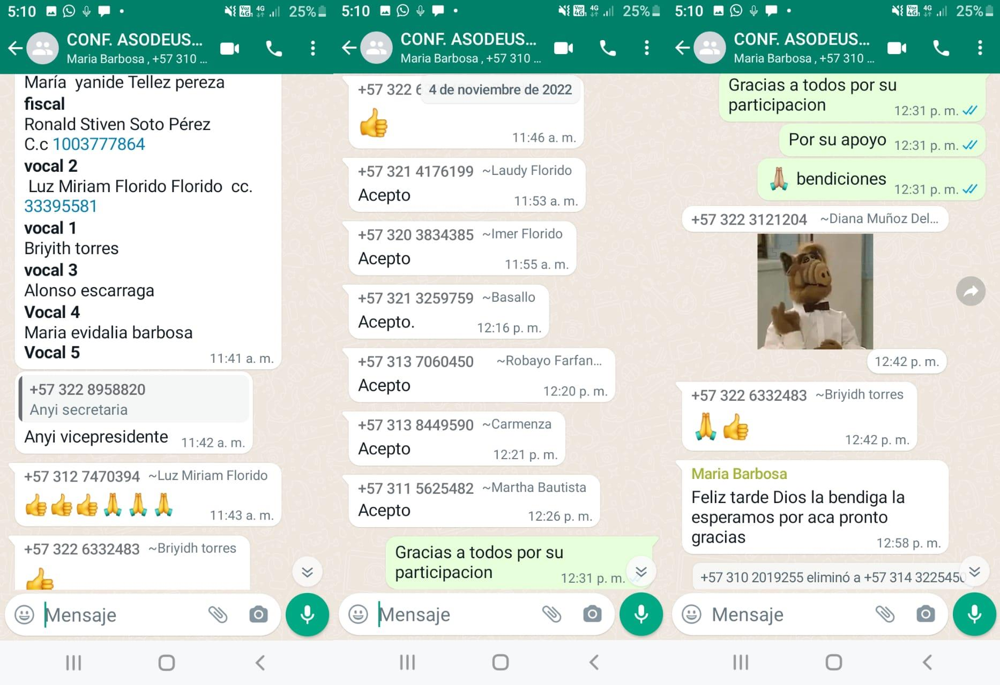 5:10
25%
CONF. ASODEUS...
Maria Barbosa , +57 310 ...
María  yanide Tellez pereza
fiscal
Ronald Stiven Soto Pérez
C.c 1003777864
vocal 2
Luz Miriam Florido Florido  cc.
33395581
vocal 1
Briyith torres
vocal 3
Alonso escarraga
Vocal 4
Maria evidalia barbosa
Vocal 5
11:41 a. m.
+57 322 8958820
Anyi secretaria
Anyi vicepresidente 11:42 a. m.
+57 312 7470394 ~Luz Miriam Florido
👍👍👍🙏🙏🙏 11:43 a. m.
+57 322 6332483 ~Briyidh torres
👍
Mensaje
5:10
25%
CONF. ASODEUS...
Maria Barbosa , +57 310 ...
+57 322 6
4 de noviembre de 2022
👍
11:46 a. m.
+57 321 4176199 ~Laudy Florido
Acepto
11:53 a. m.
+57 320 3834385 ~Imer Florido
Acepto
11:55 a. m.
+57 321 3259759 ~Basallo
Acepto.
12:16 p. m.
+57 313 7060450 ~Robayo Farfan...
Acepto
12:20 p. m.
+57 313 8449590 ~Carmenza
Acepto
12:21 p. m.
+57 311 5625482 ~Martha Bautista
Acepto
12:26 p. m.
Gracias a todos por su
participacion
12:31 p. m.
Mensaje
5:10
25%
CONF. ASODEUS...
Maria Barbosa , +57 310 ...
Gracias a todos por su
participacion
12:31 p. m.
Por su apoyo 12:31 p. m.
🙏 bendiciones
12:31 p. m.
+57 322 3121204 ~Diana Muñoz Del...
12:42 p. m.
+57 322 6332483 ~Briyidh torres
🙏👍
12:42 p. m.
Maria Barbosa
Feliz tarde Dios la bendiga la
esperamos por aca pronto
gracias
12:58 p. m.
+57 310 2019255 eliminó a +57 314 3225450
Mensaje